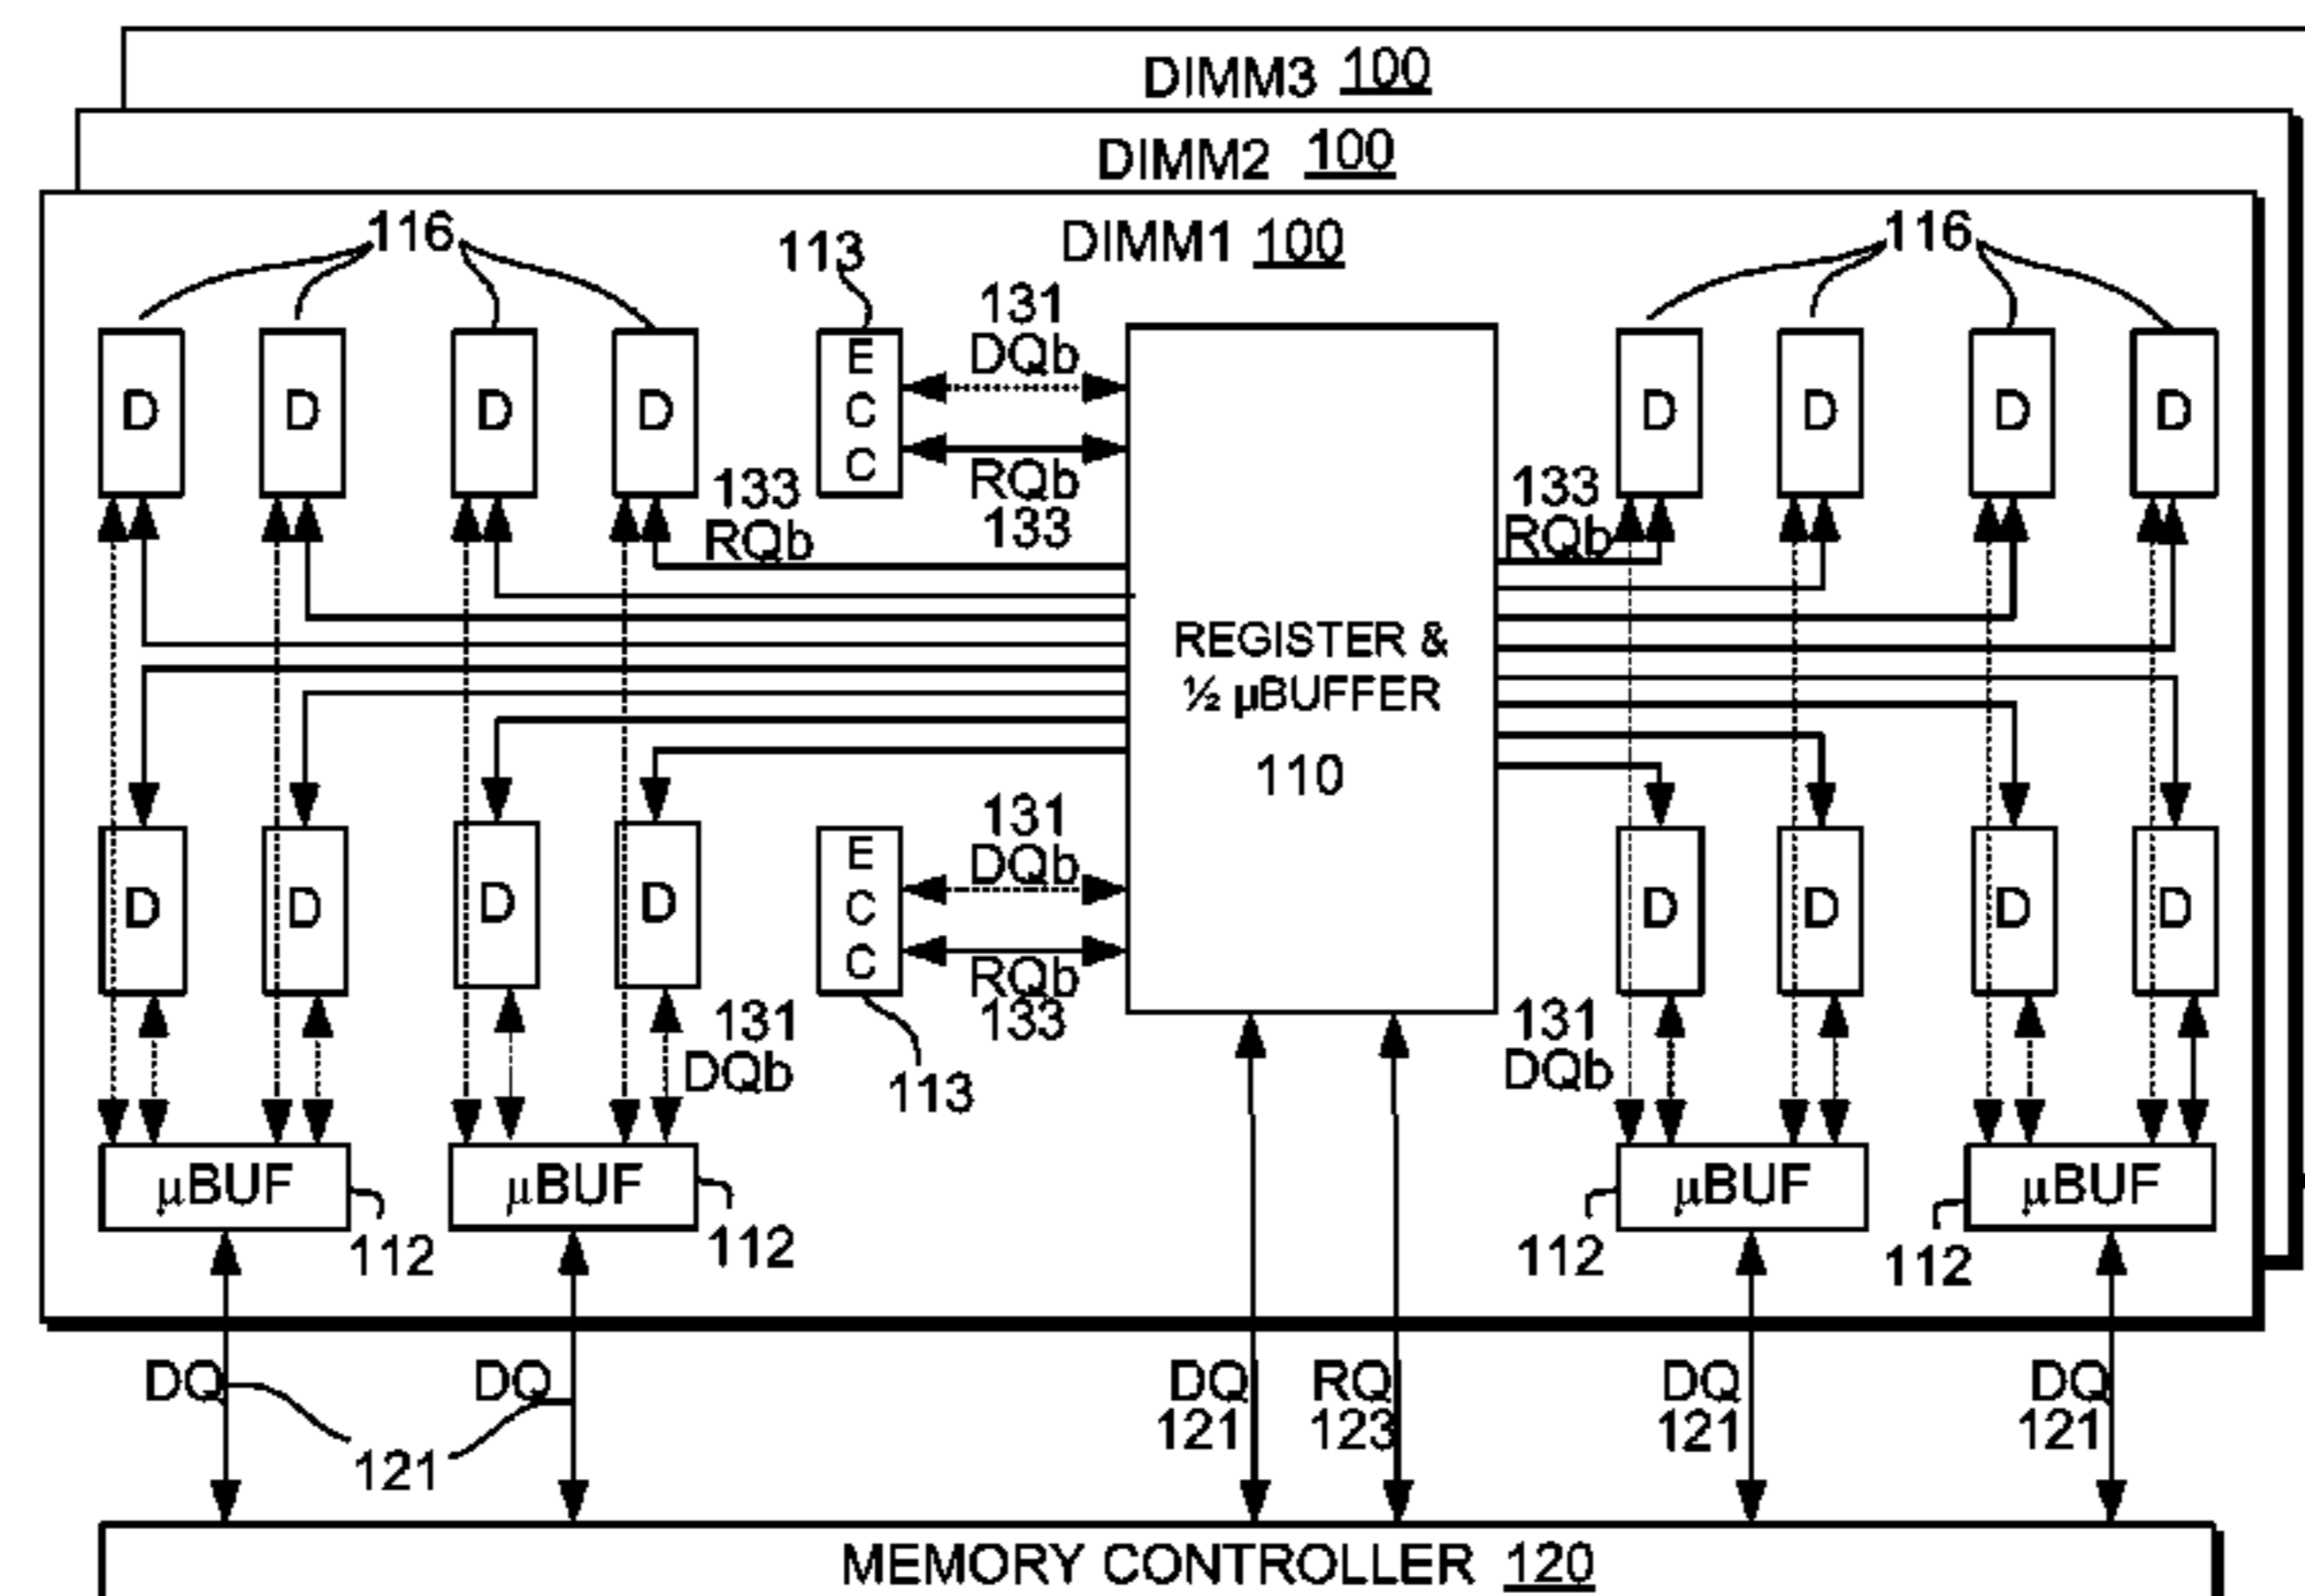 DIMM3 100
DIMM2 100
DIMM1 100
116
113
116
131
DQb
E
C
C
D
D
D
D
D
D
D
D
RQb
133
133
RQb
133
RQb
REGISTER &
½ µBUFFER
110
131
DQb
E
C
C
D
D
D
D
D
D
D
D
RQb
133
131
DQb
131
DQb
113
µBUF
µBUF
µBUF
µBUF
112
112
112
112
DQ
DQ
121
DQ
121
RQ
123
DQ
121
DQ
121
MEMORY CONTROLLER 120